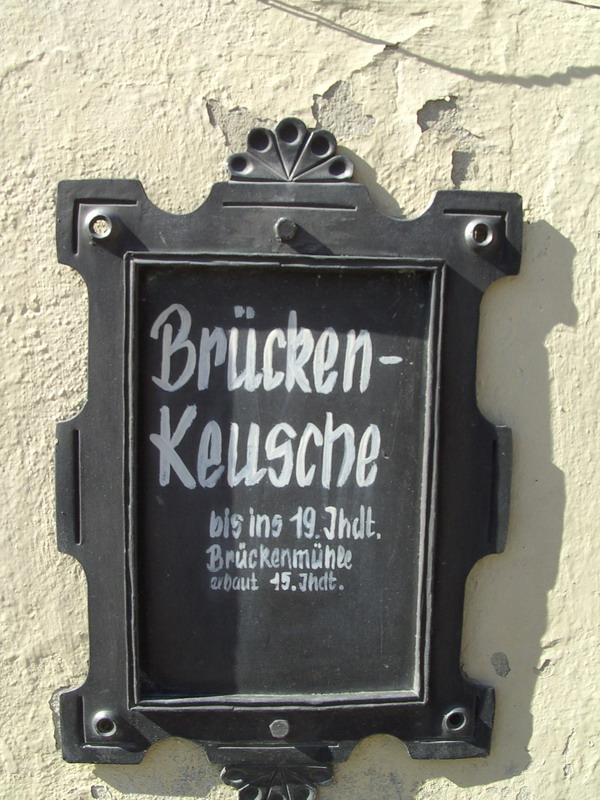 Brücken-
Keusche
bis ins 19. Jhdt.
Brückenmühle
erbaut 15. Jhdt.